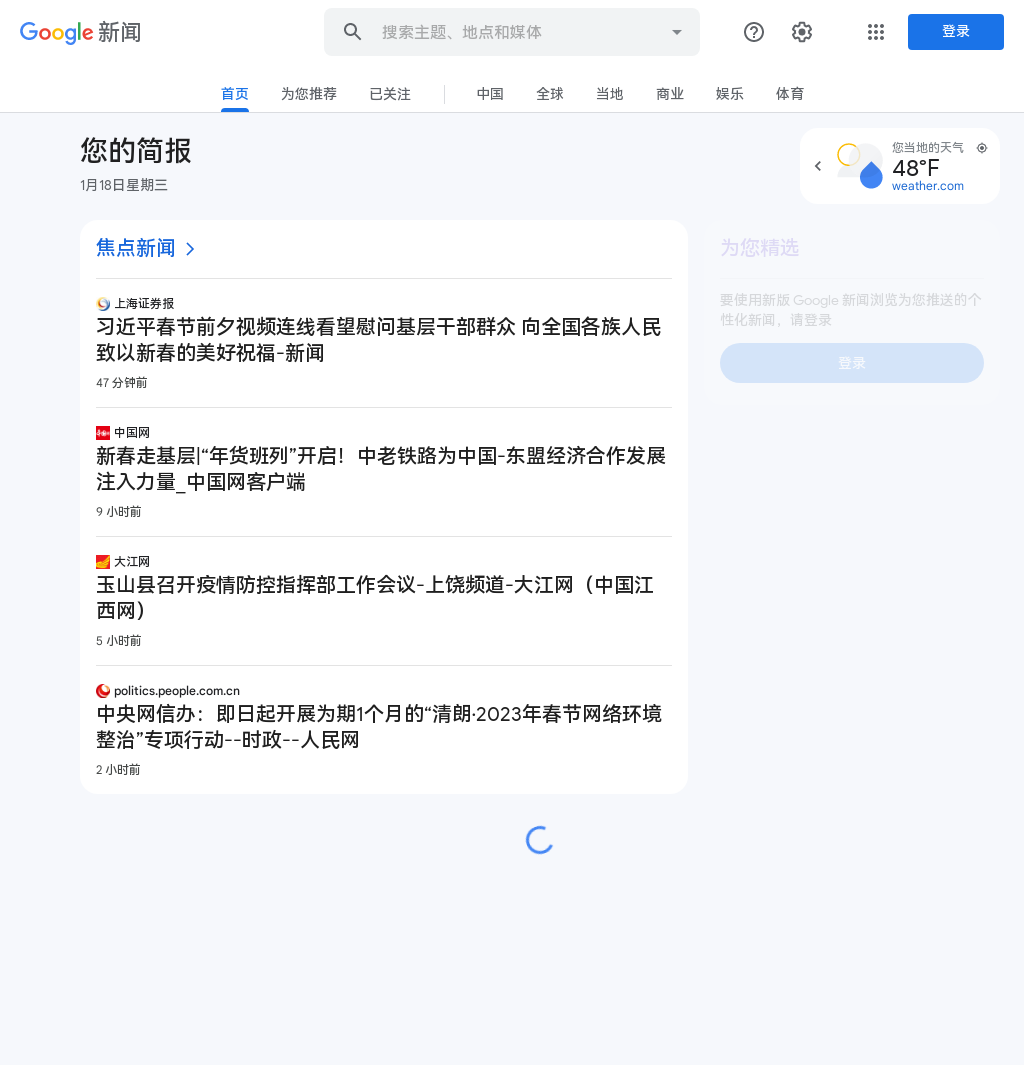 Google 新闻
搜索主题、地点和媒体
登录
首页
为您推荐
已关注
中国
全球
当地
商业
娱乐
体育
您的简报
1月18日星期三
您当地的天气
48°F
weather.com
焦点新闻
上海证券报
习近平春节前夕视频连线看望慰问基层干部群众 向全国各族人民
致以新春的美好祝福-新闻
47 分钟前
中国网
新春走基层|“年货班列”开启！中老铁路为中国-东盟经济合作发展
注入力量_中国网客户端
9 小时前
大江网
玉山县召开疫情防控指挥部工作会议-上饶频道-大江网（中国江
西网）
5 小时前
politics.people.com.cn
中央网信办：即日起开展为期1个月的“清朗·2023年春节网络环境
整治”专项行动--时政--人民网
2 小时前
为您精选
要使用新版 Google 新闻浏览为您推送的个
性化新闻，请登录
登录